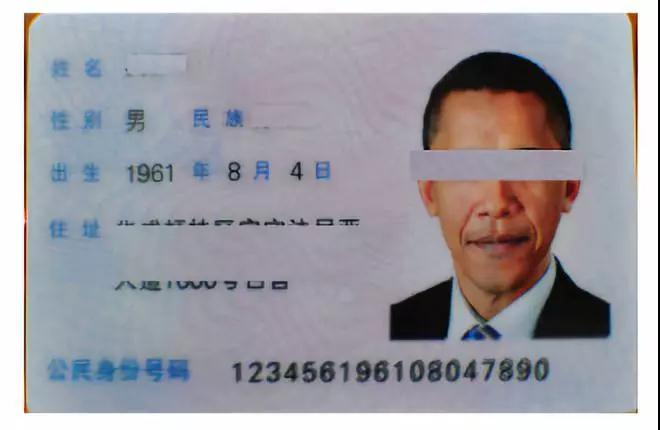 姓名
性别 男 民族
出生 1961 年 8 月 4 日
住址
公民身份号码 123456196108047890